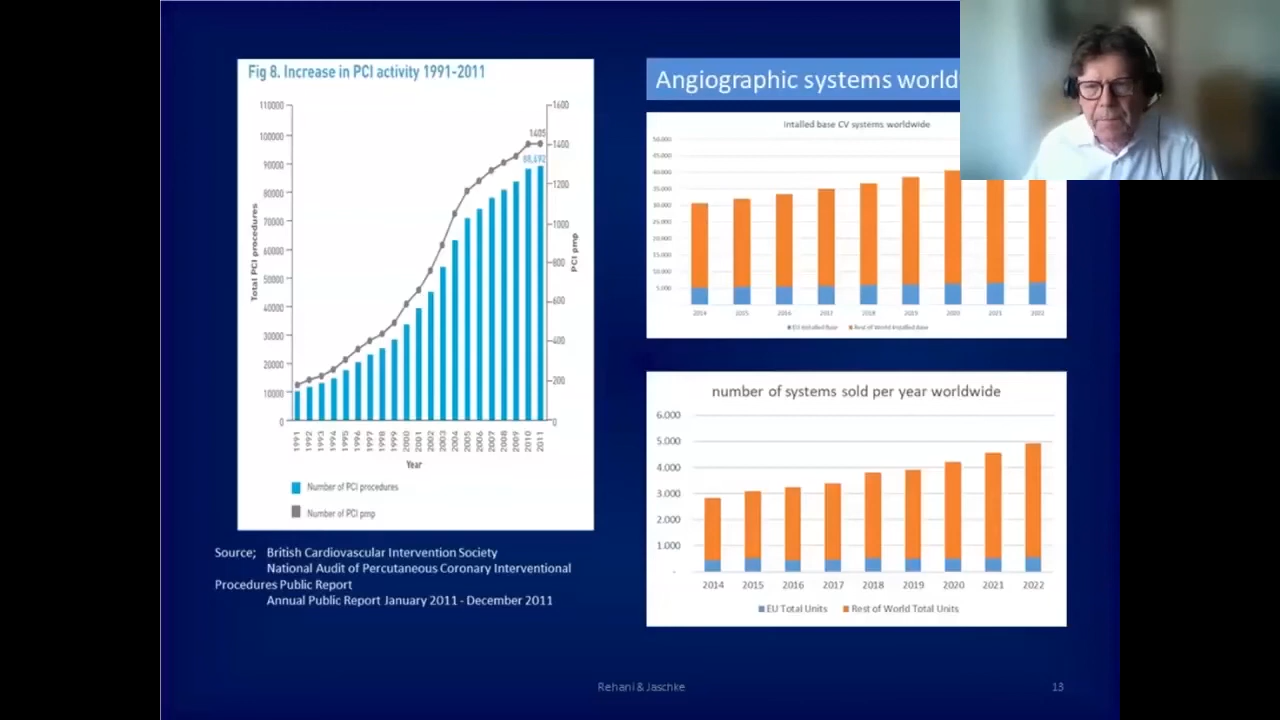 Fig 8. Increase in PCI activity 1991-2011
110000
100000
90000
80000
70000
60000
50000
40000
30000
20000
10000
0
1600
1400
1200
1000
800
600
400
200
0
1405
88,692
Total PCI procedures
PCI pmp
1991 1992 1993 1994 1995 1996 1997 1998 1999 2000 2001 2002 2003 2004 2005 2006 2007 2008 2009 2010 2011
Year
Number of PCI procedures
Number of PCI pmp
Source; British Cardiovascular Intervention Society
National Audit of Percutaneous Coronary Interventional
Procedures Public Report
Annual Public Report January 2011 - December 2011
Angiographic systems world
Intalled base CV systems worldwide
50.000
45.000
40.000
35.000
30.000
25.000
20.000
15.000
10.000
5.000
2014 2015 2016 2017 2018 2019 2020 2021 2022
EU Installed Base Rest of World Installed Base
number of systems sold per year worldwide
6.000
5.000
4.000
3.000
2.000
1.000
-
2014 2015 2016 2017 2018 2019 2020 2021 2022
EU Total Units Rest of World Total Units
Rehani & Jaschke
13